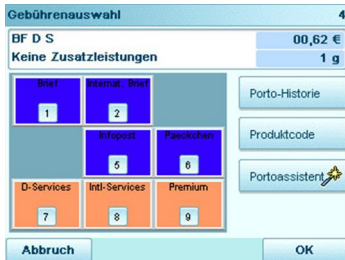 Gebührenauswahl 4
BF D S 00,62 €
Keine Zusatzleistungen 1 g
Brief
Internat. Brief
1
2
Porto-Historie
Infopost
Paeckchen
5
6
Produktcode
Portoassistent
D-Services
Intl-Services
Premium
7
8
9
Abbruch
OK